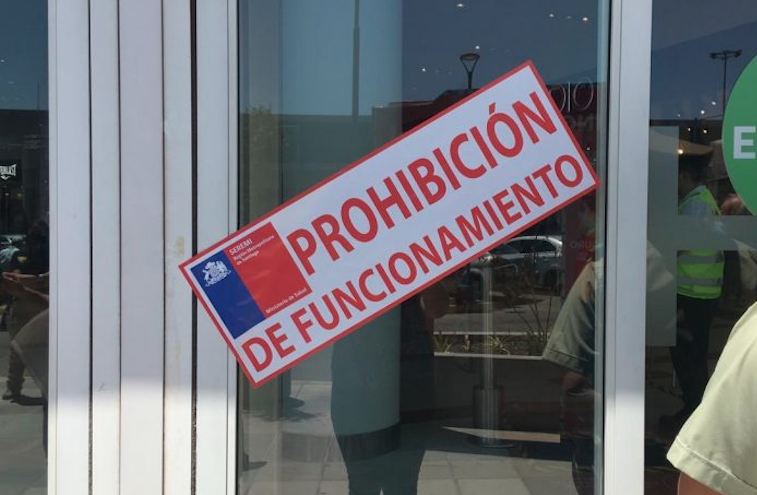 PROHIBICIÓN
DE FUNCIONAMIENTO
SEREMI
Región Metropolitana
de Santiago
Ministerio de Salud
E